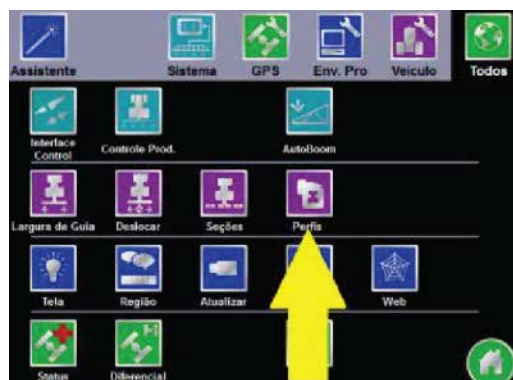 Assistente Sistema GPS Env. Pro Veiculo Todos
Interface
Control Controle Prod. AutoBoom
Largura de Guia Deslocar Seções Perfis
Tela Região Atualizar Web
Status Diferencial